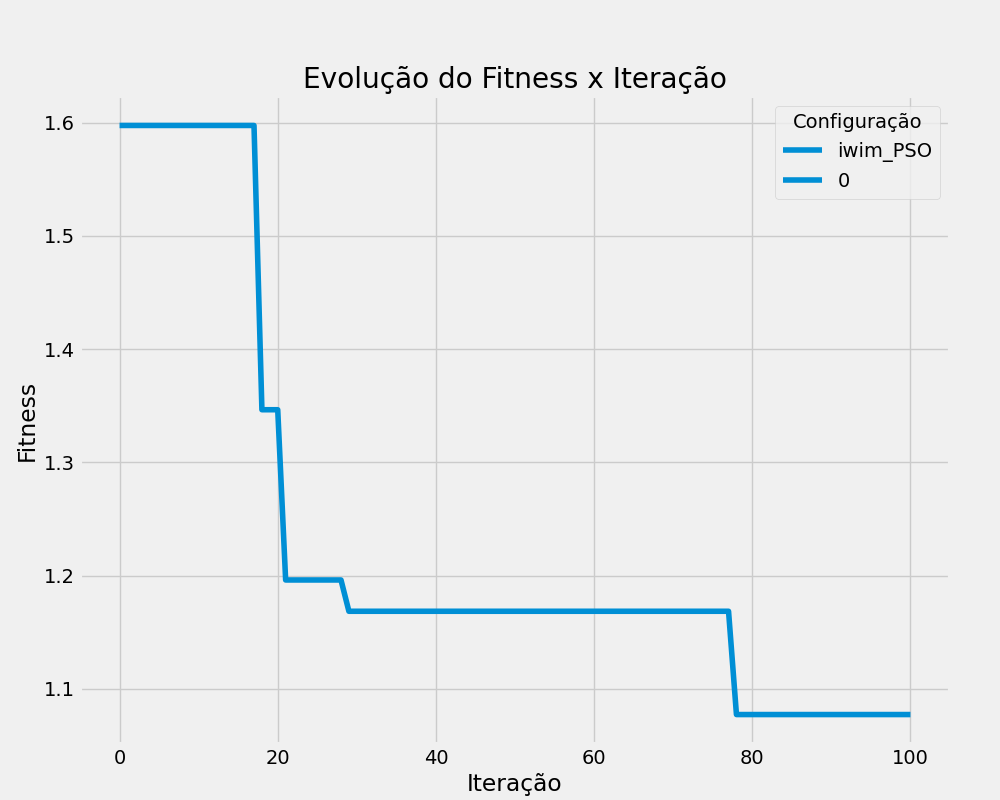 Evolução do Fitness x Iteração
Configuração
iwim_PSO
0
Fitness
1.6
1.5
1.4
1.3
1.2
1.1
0 20 40 60 80 100
Iteração